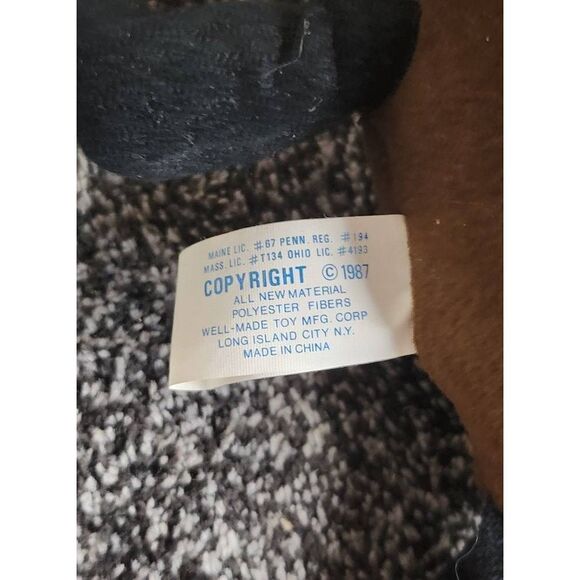 MAINE LIC. #67 PENN. REG. #194
MASS. LIC. #T134 OHIO LIC. #4193
COPYRIGHT © 1987
ALL NEW MATERIAL
POLYESTER FIBERS
WELL-MADE TOY MFG. CORP
LONG ISLAND CITY N.Y.
MADE IN CHINA